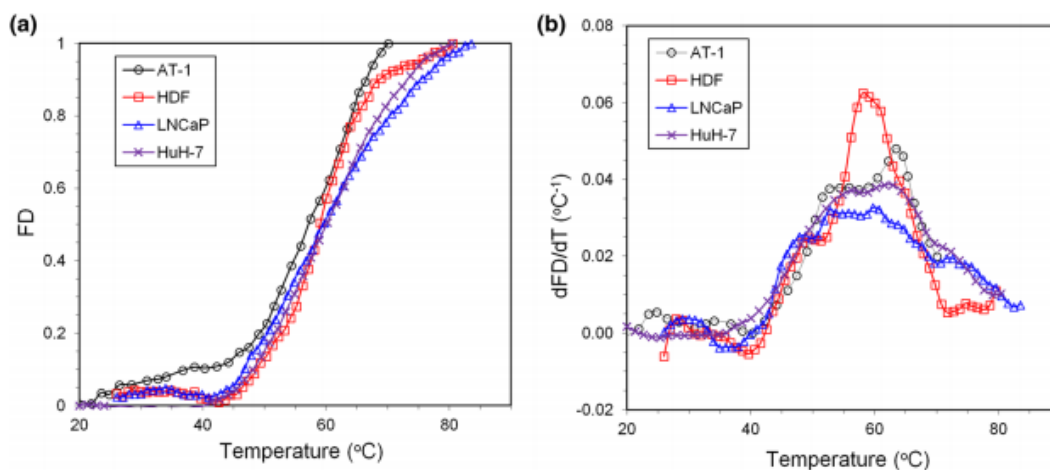 (a)
1
0.8
0.6
0.4
0.2
0
FD
AT-1
HDF
LNCaP
HuH-7
20 40 60 80
Temperature (°C)
(b)
0.08
0.06
0.04
0.02
0.00
-0.02
dFD/dT (°C⁻¹)
AT-1
HDF
LNCaP
HuH-7
20 40 60 80
Temperature (°C)